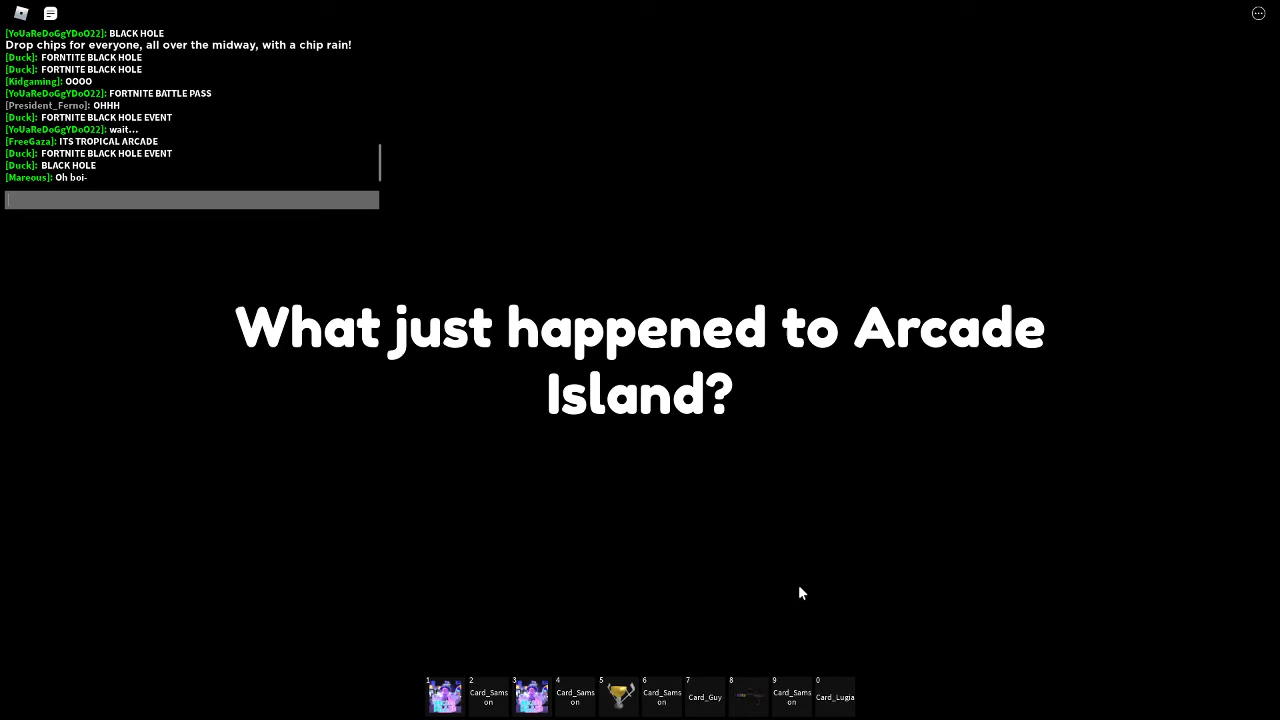 [YoUaReDoGgYDoO22]: BLACK HOLE
Drop chips for everyone, all over the midway, with a chip rain!
[Duck]: FORNTITE BLACK HOLE
[Duck]: FORTNITE BLACK HOLE
[Kidgaming]: OOOO
[YoUaReDoGgYDoO22]: FORTNITE BATTLE PASS
[President_Ferno]: OHHH
[Duck]: FORTNITE BLACK HOLE EVENT
[YoUaReDoGgYDoO22]: wait...
[FreeGaza]: ITS TROPICAL ARCADE
[Duck]: FORTNITE BLACK HOLE EVENT
[Duck]: BLACK HOLE
[Mareous]: Oh boi-
What just happened to Arcade
Island?
1
2
Card_Sams
on
3
4
Card_Sams
on
5
6
Card_Sams
on
7
Card_Guy
8
9
Card_Sams
on
0
Card_Lugia